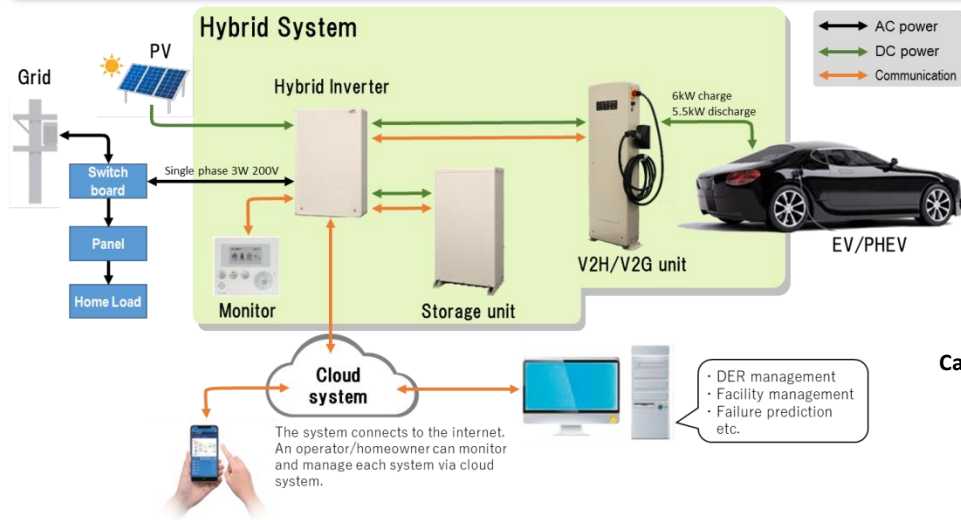 Hybrid System
AC power
DC power
Communication
PV
Grid
Hybrid Inverter
6kW charge
5.5kW discharge
Single phase 3W 200V
Switch
board
Panel
Home Load
EV/PHEV
V2H/V2G unit
Monitor
Storage unit
Cloud
system
Ca
・DER management
・Facility management
・Failure prediction
etc.
The system connects to the internet.
An operator/homeowner can monitor
and manage each system via cloud
system.